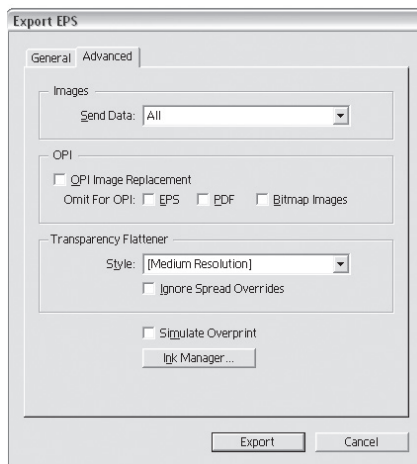 Export EPS
General Advanced
Images
Send Data: All
OPI
OPI Image Replacement
Omit For OPI: EPS PDF Bitmap Images
Transparency Flattener
Style: [Medium Resolution]
Ignore Spread Overrides
Simulate Overprint
Ink Manager...
Export Cancel